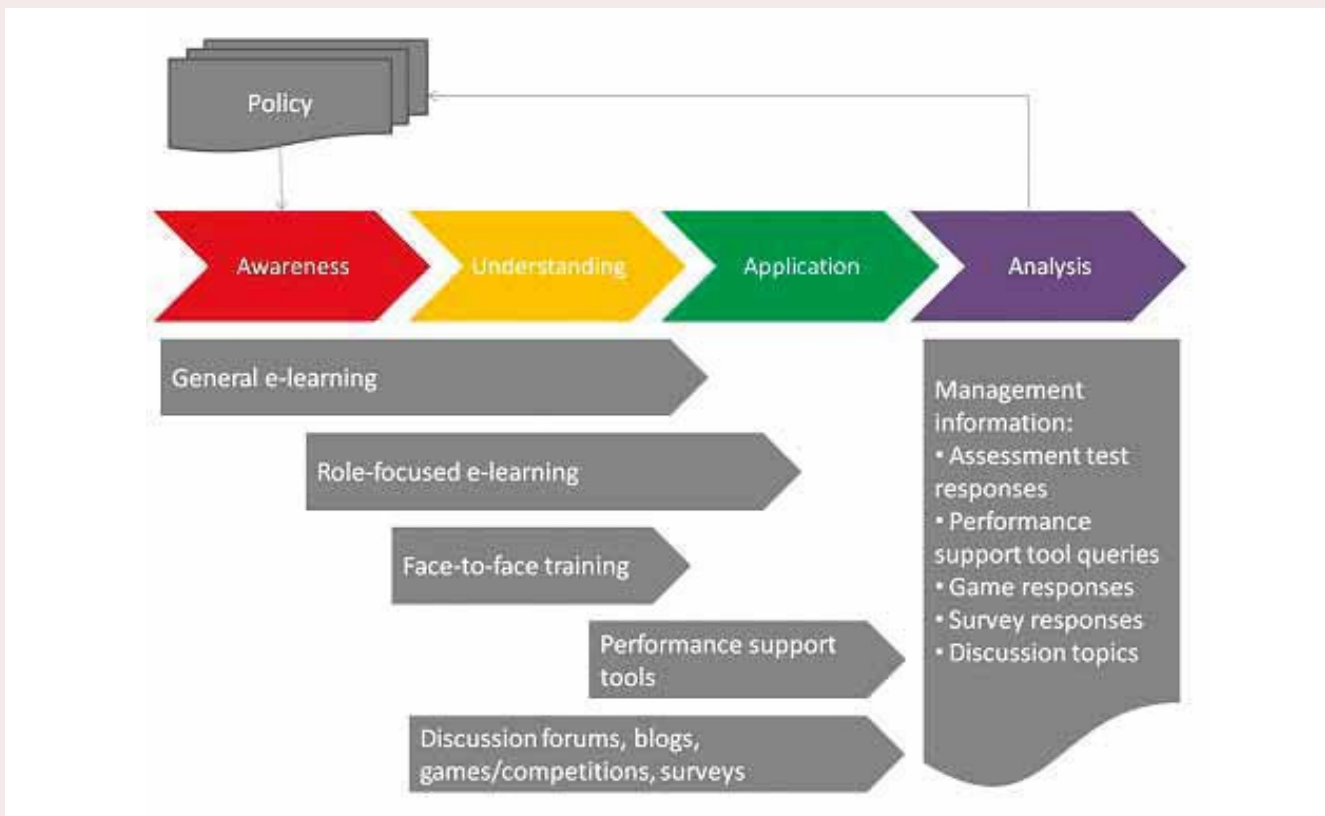 Policy
Awareness
Understanding
Application
Analysis
General e-learning
Role-focused e-learning
Face-to-face training
Performance support
tools
Discussion forums, blogs,
games/competitions, surveys
Management
information:
• Assessment test
responses
• Performance
support tool queries
• Game responses
• Survey responses
• Discussion topics